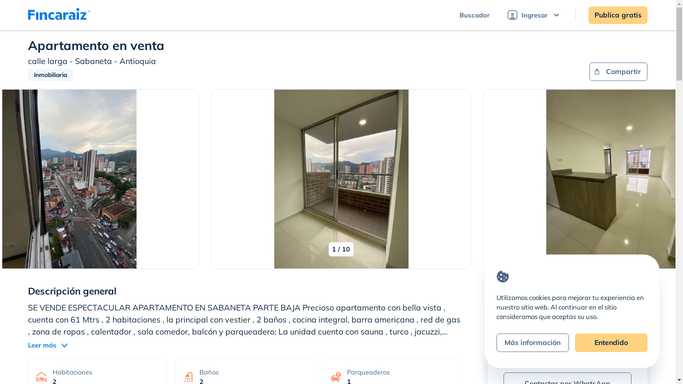 Fincaraiz
Buscador
Ingresar
Publica gratis
Apartamento en venta
calle larga - Sabaneta - Antioquia
Inmobiliaria
Compartir
1 / 10
Descripción general
SE VENDE ESPECTACULAR APARTAMENTO EN SABANETA PARTE BAJA Precioso apartamento con bella vista ,
cuenta con 61 Mtrs , 2 habitaciones , la principal con vestier , 2 baños , cocina integral, barra americana , red de gas
, zona de ropas , calentador , sala comedor, balcón y parqueadero: La unidad cuenta con sauna , turco , jacuzzi,...
Leer más
Habitaciones
2
Baños
2
Parqueaderos
1
Utilizamos cookies para mejorar tu experiencia en
nuestro sitio web. Al continuar en el sitio
consideramos que aceptas su uso.
Más información
Entendido
Contactar por WhatsApp